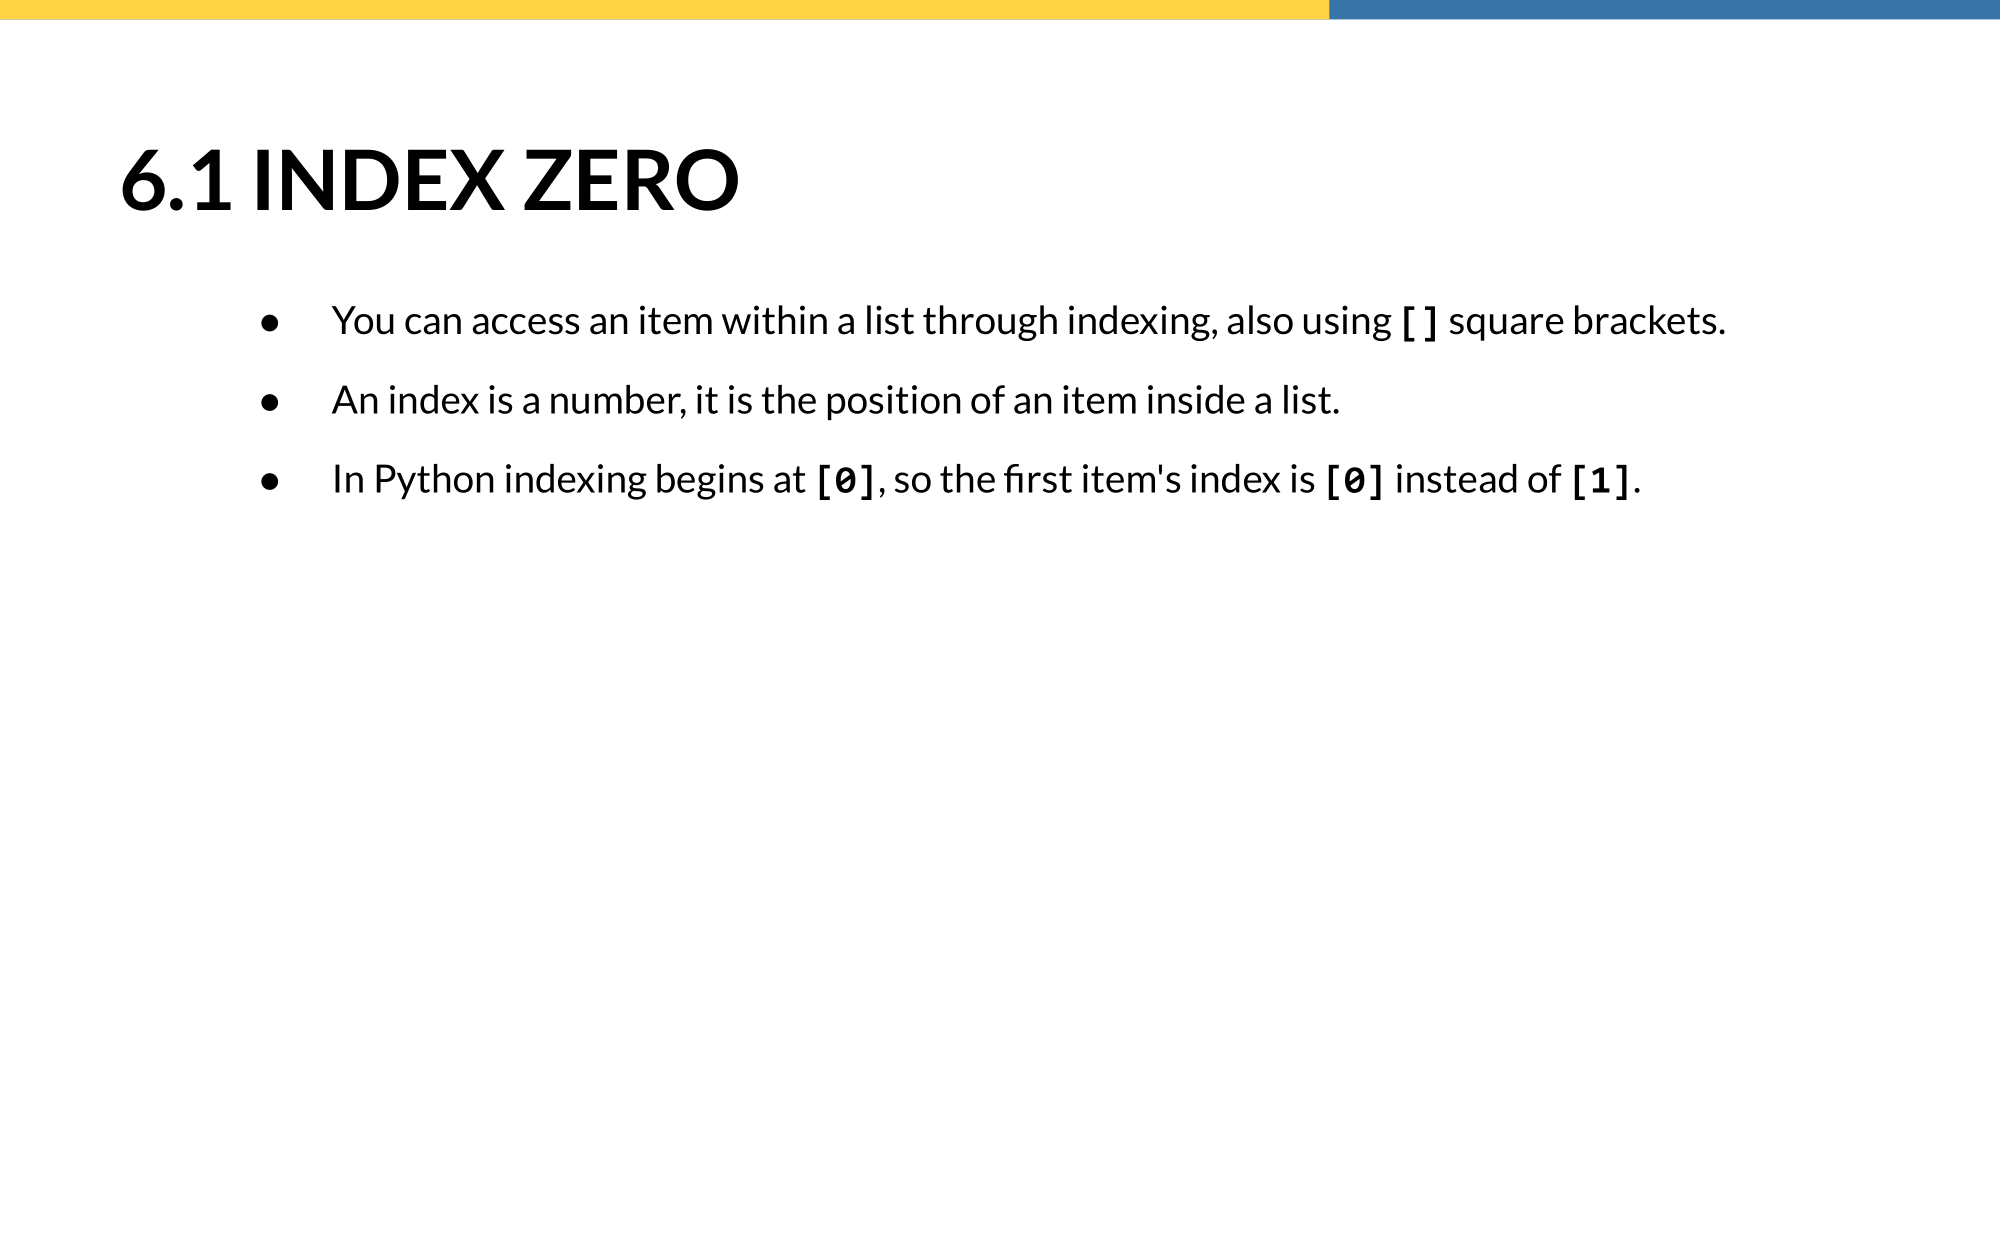 6.1 INDEX ZERO
● You can access an item within a list through indexing, also using [ ] square brackets.
● An index is a number, it is the position of an item inside a list.
● In Python indexing begins at [0], so the first item's index is [0] instead of [1].